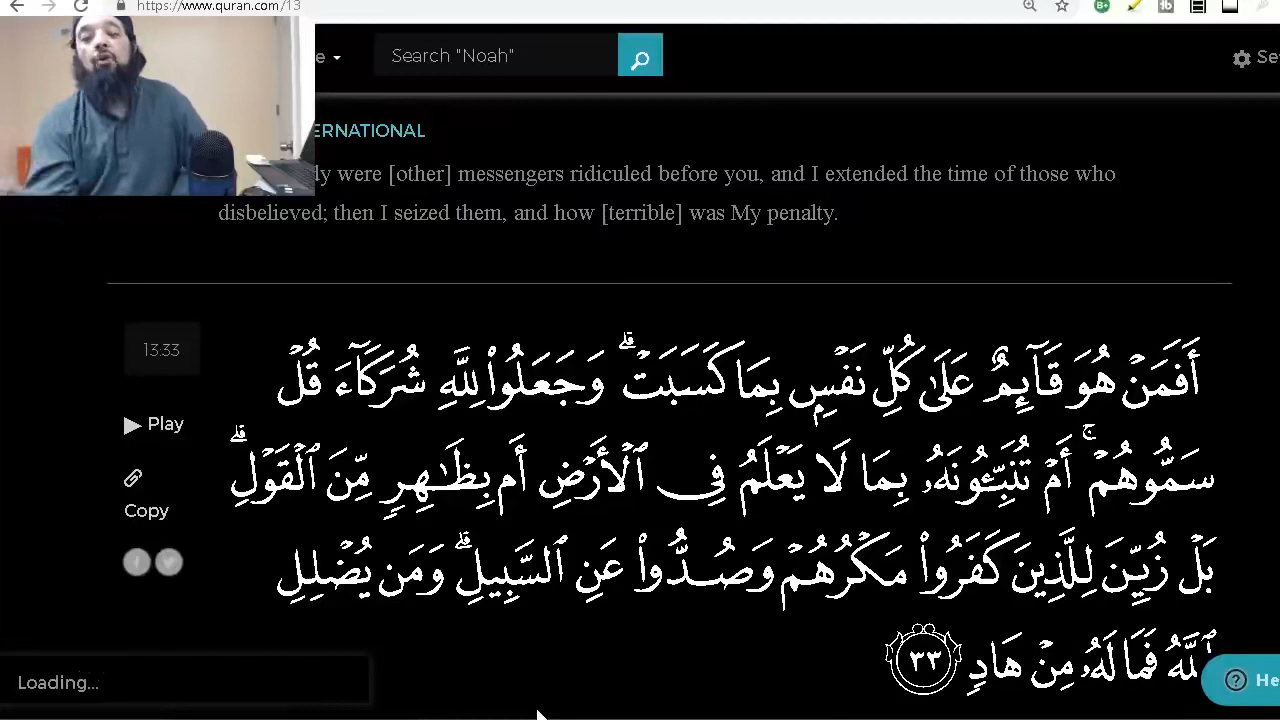 https://www.quran.com/13
e
Search "Noah"
Se
ERNATIONAL
dy were [other] messengers ridiculed before you, and I extended the time of those who
disbelieved; then I seized them, and how [terrible] was My penalty.
13:33
أَفَمَنۡ هُوَ قَآئِمٌ عَلَىٰ كُلِّ نَفۡسٍۭ بِمَا كَسَبَتۡۗ وَجَعَلُواْ لِلَّهِ شُرَكَآءَ قُلۡ
سَمُّوهُمۡۚ أَمۡ تُنَبِّـُٔونَهُۥ بِمَا لَا يَعۡلَمُ فِي ٱلۡأَرۡضِ أَم بِظَٰهِرٖ مِّنَ ٱلۡقَوۡلِۗ
بَلۡ زُيِّنَ لِلَّذِينَ كَفَرُواْ مَكۡرُهُمۡ وَصُدُّواْ عَنِ ٱلسَّبِيلِۗ وَمَن يُضۡلِلِ
ٱللَّهُ فَمَا لَهُۥ مِنۡ هَادٖ ٣٣
Play
Copy
Loading...
He